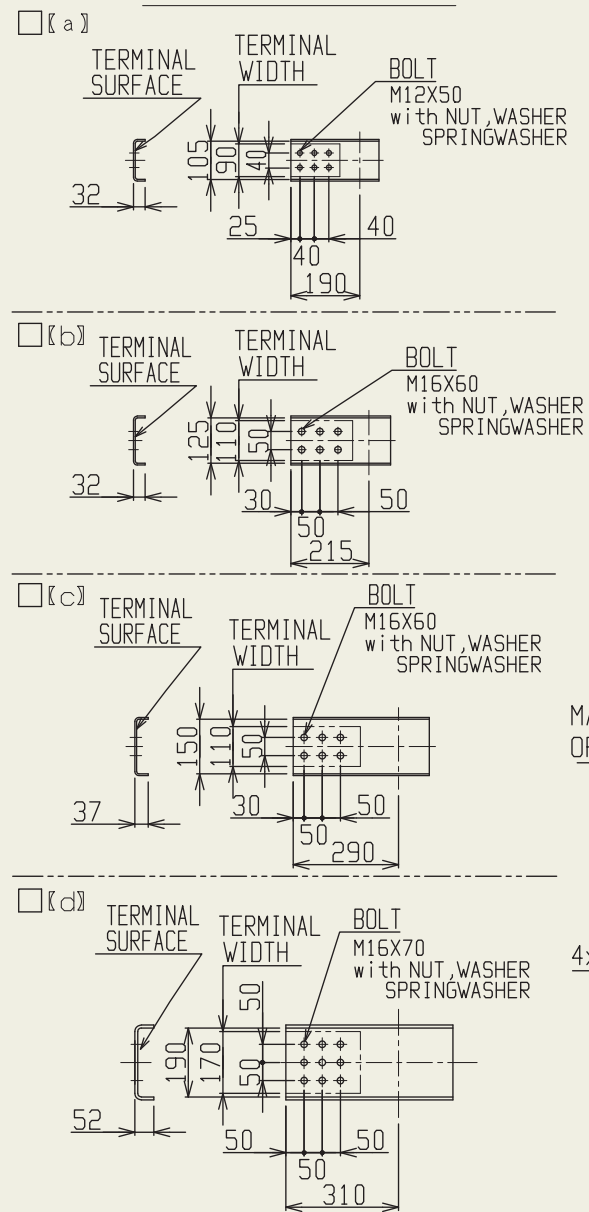 〖a〗
TERMINAL
SURFACE
TERMINAL
WIDTH
BOLT
M12X50
with NUT,WASHER
SPRINGWASHER
105
90
40
32
25
40
40
190
〖b〗
TERMINAL
SURFACE
TERMINAL
WIDTH
BOLT
M16X60
with NUT,WASHER
SPRINGWASHER
125
110
50
32
30
50
50
215
〖c〗
TERMINAL
SURFACE
TERMINAL
WIDTH
BOLT
M16X60
with NUT,WASHER
SPRINGWASHER
150
110
50
37
30
50
50
290
〖d〗
TERMINAL
SURFACE
TERMINAL
WIDTH
BOLT
M16X70
with NUT,WASHER
SPRINGWASHER
50
190
170
50
52
50
50
50
310